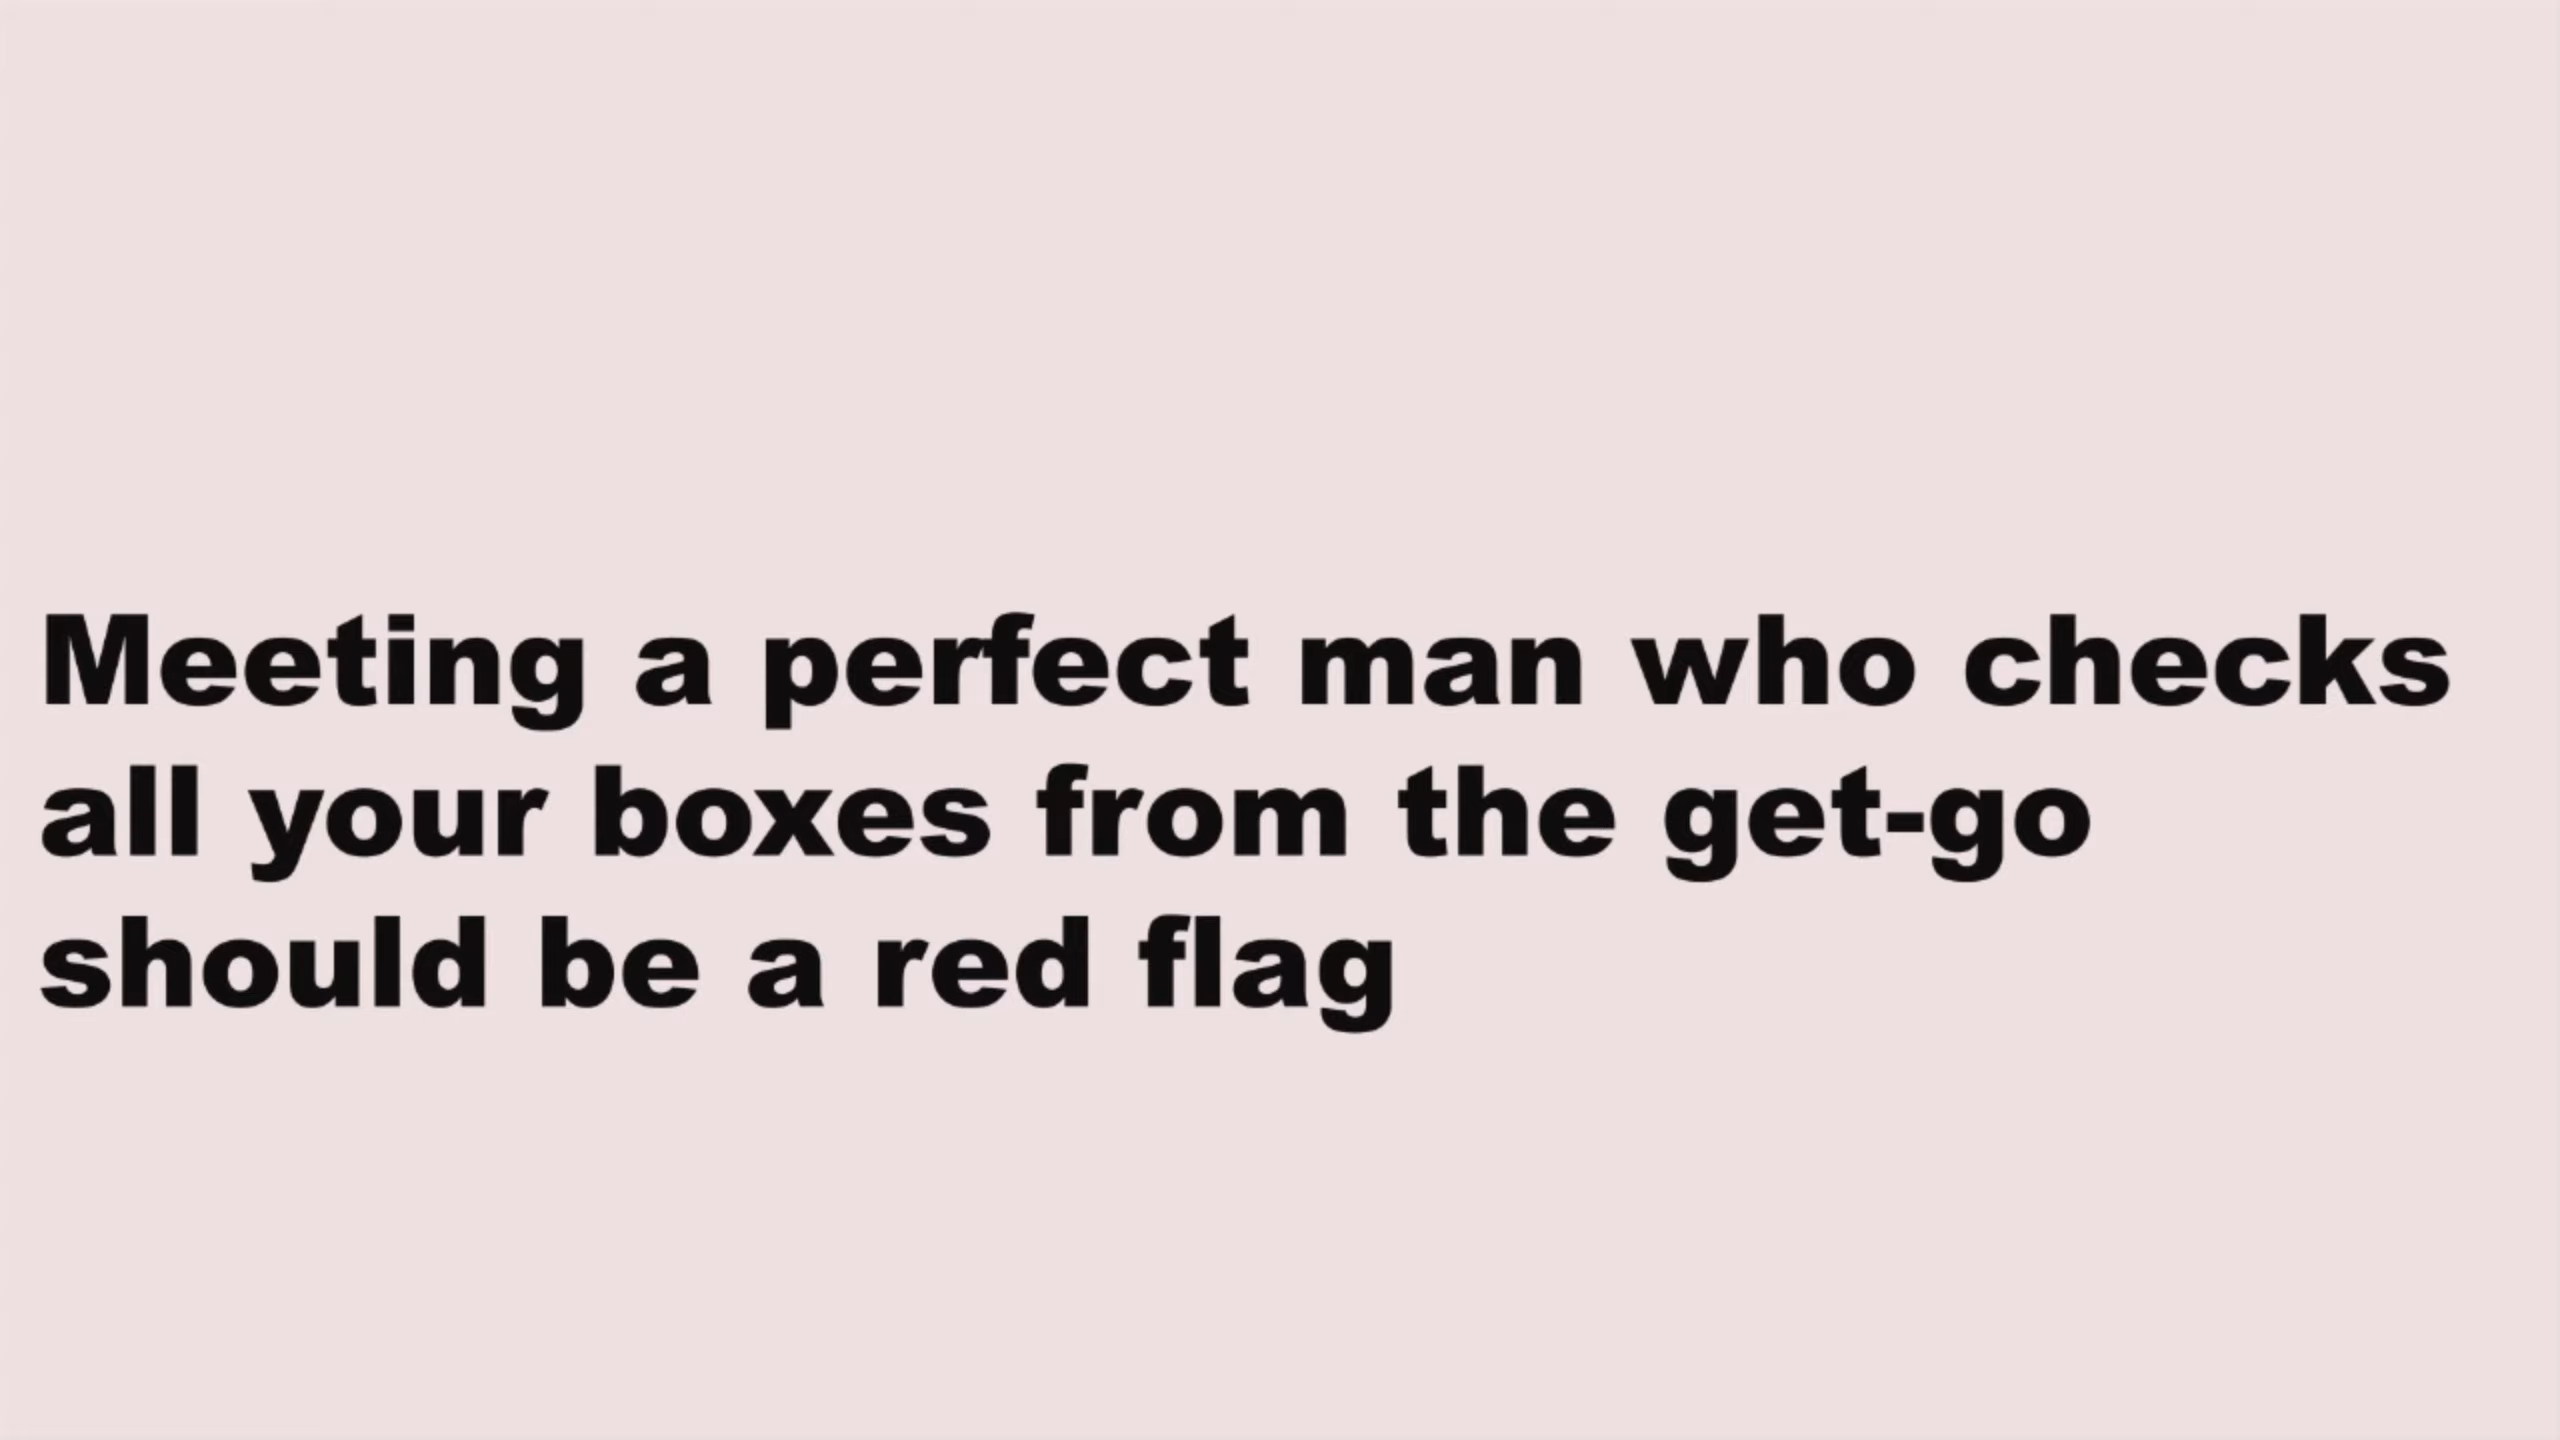 Meeting a perfect man who checks
all your boxes from the get-go
should be a red flag